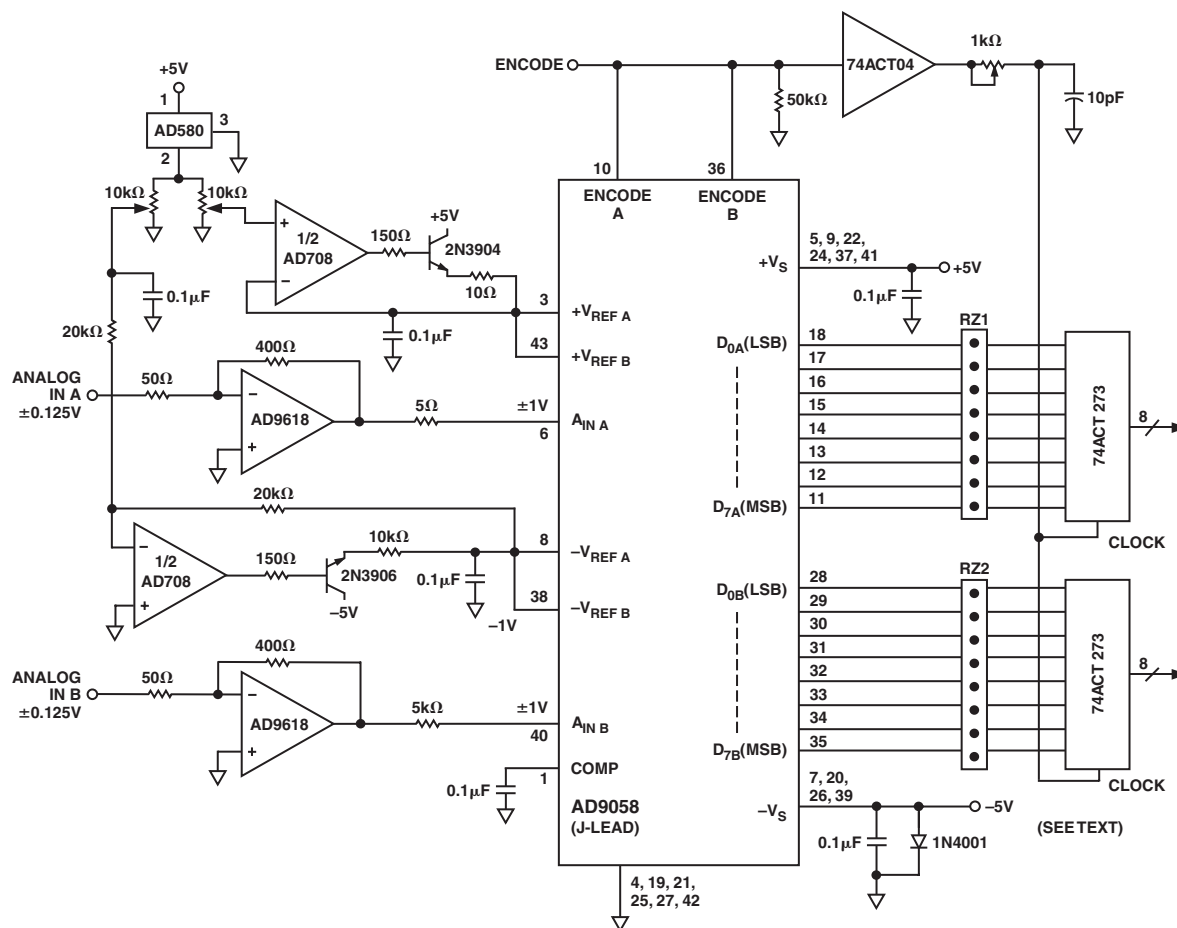 ENCODE
74ACT04
1kΩ
50kΩ
10pF
+5V
1
AD580
3
2
10kΩ
10kΩ
0.1µF
20kΩ
+
1/2
AD708
–
150Ω
+5V
2N3904
10Ω
0.1µF
10
36
ENCODE
A
ENCODE
B
3
+VREF A
43
+VREF B
5, 9, 22,
24, 37, 41
+VS
+5V
0.1µF
ANALOG
IN A
±0.125V
50Ω
400Ω
–
AD9618
+
5Ω
±1V
6
AIN A
D0A(LSB)
18
17
16
15
14
13
12
D7A(MSB)
11
RZ1
74ACT 273
8
CLOCK
20kΩ
–
1/2
AD708
+
150Ω
2N3906
–5V
10kΩ
0.1µF
8
–VREF A
38
–1V
–VREF B
D0B(LSB)
28
29
30
31
32
33
34
D7B(MSB)
35
RZ2
74ACT 273
8
CLOCK
ANALOG
IN B
±0.125V
50Ω
400Ω
–
AD9618
+
5kΩ
±1V
40
AIN B
COMP
1
0.1µF
AD9058
(J-LEAD)
7, 20,
26, 39
–VS
–5V
0.1µF
1N4001
(SEE TEXT)
4, 19, 21,
25, 27, 42